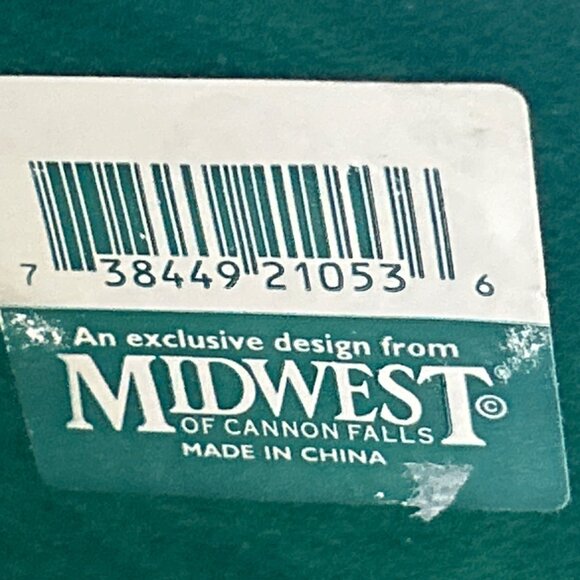 7 38449 21053 6
An exclusive design from
MIDWEST®©
OF CANNON FALLS
MADE IN CHINA